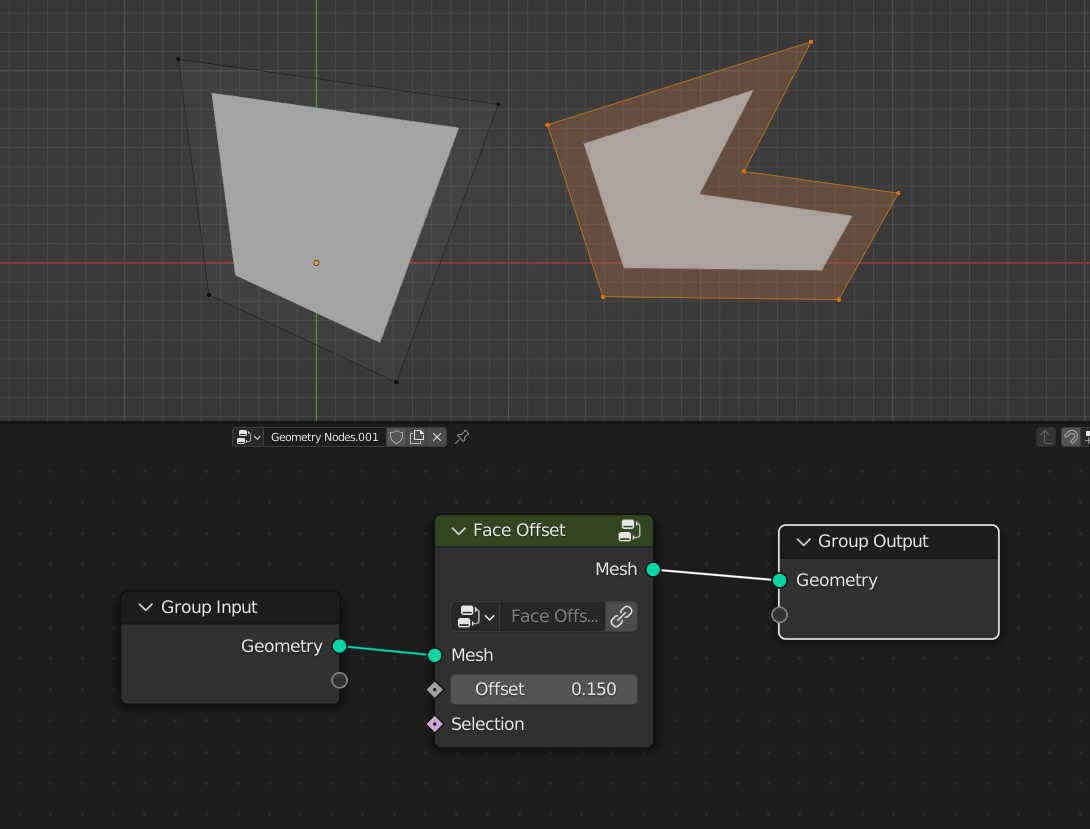 Geometry Nodes.001
Face Offset
Mesh
Face Offs...
Mesh
Offset 0.150
Selection
Group Input
Geometry
Group Output
Geometry